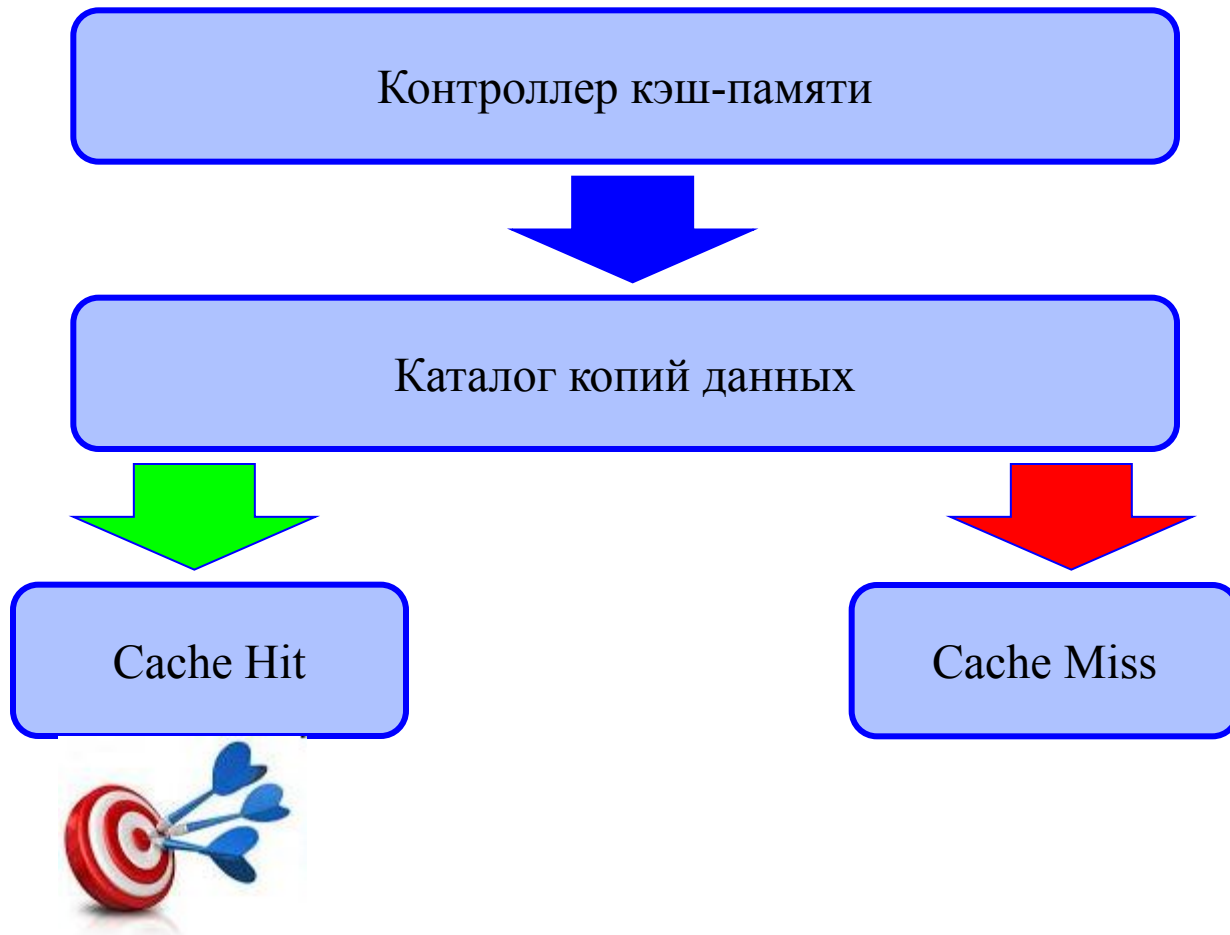 Контроллер кэш-памяти
Каталог копий данных
Cache Hit
Cache Miss